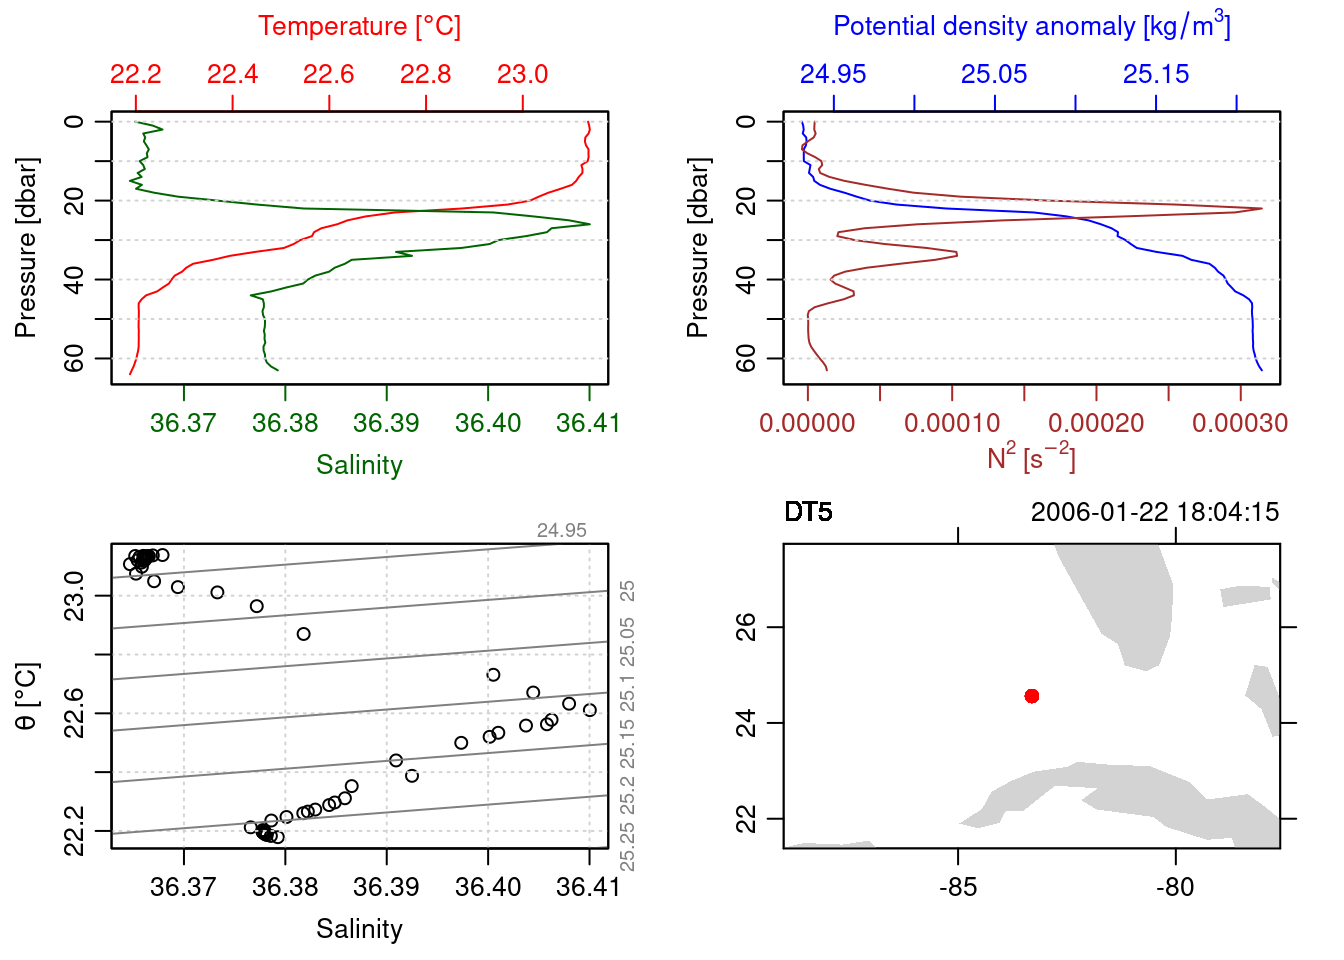 Temperature [°C]
22.2 22.4 22.6 22.8 23.0
0
20
40
60
Pressure [dbar]
36.37 36.38 36.39 36.40 36.41
Salinity
Potential density anomaly [kg/m³]
24.95 25.05 25.15
0
20
40
60
Pressure [dbar]
0.00000 0.00010 0.00020 0.00030
N² [s⁻²]
24.95
25
25.05
25.1
25.15
25.2
25.25
23.0
22.6
22.2
θ [°C]
36.37 36.38 36.39 36.40 36.41
Salinity
DT5 2006-01-22 18:04:15
26
24
22
-85 -80